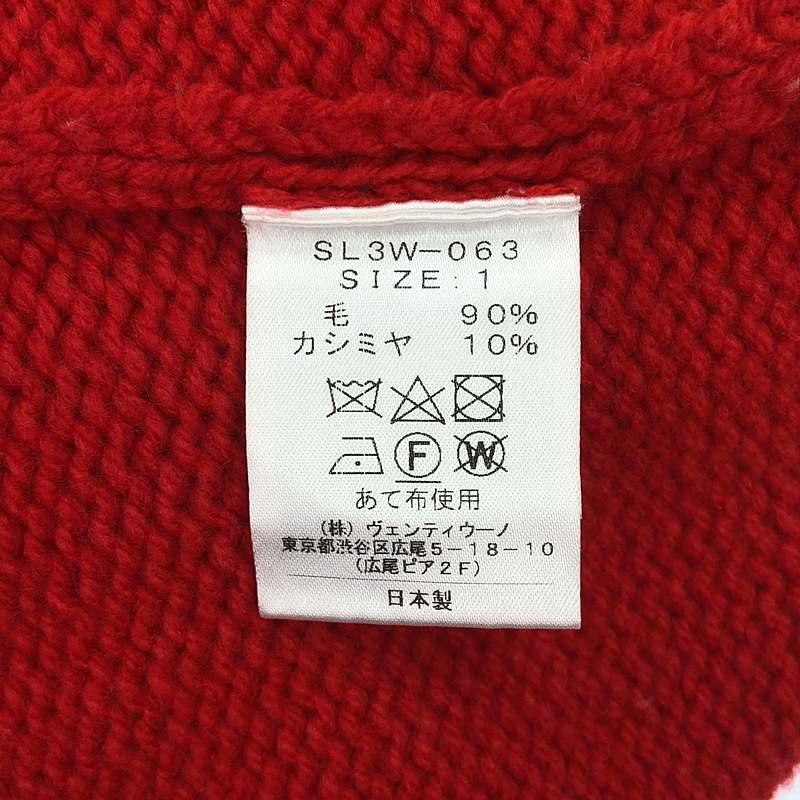 SL3W-063
SIZE: 1
毛 90%
カシミヤ 10%
F W
あて布使用
(株)ヴェンティウーノ
東京都渋谷区広尾5-18-10
(広尾ピア2F)
日本製